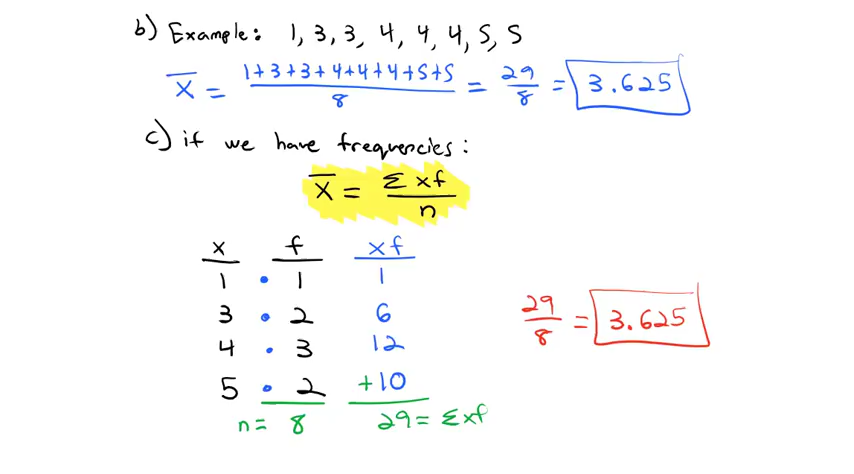 b) Example: 1, 3, 3, 4, 4, 4, 5, 5
x̄ = (1+3+3+4+4+4+5+5)/8 = 29/8 = 3.625
c) if we have frequencies:
x̄ = Σxf/n
x f xf
1 • 1 1
3 • 2 6
4 • 3 12
5 • 2 +10
n = 8 29 = Σxf
29/8 = 3.625